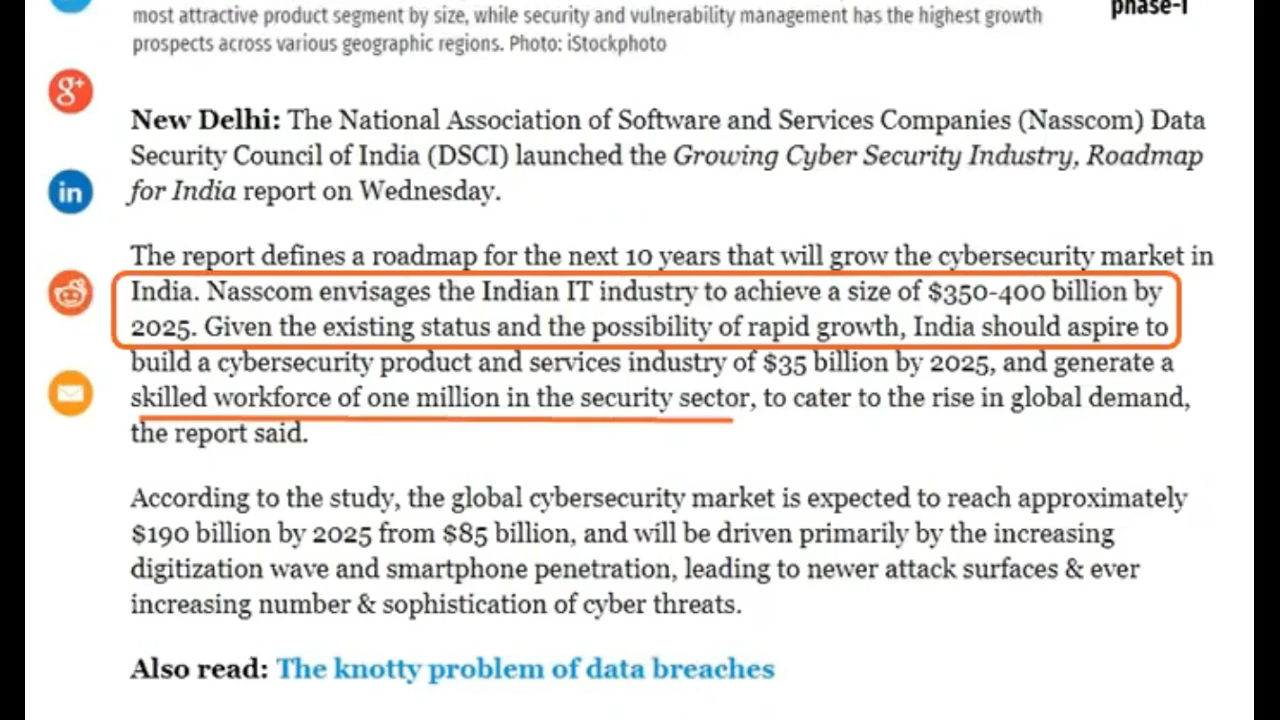 most attractive product segment by size, while security and vulnerability management has the highest growth
prospects across various geographic regions. Photo: iStockphoto
phase-I
g+
New Delhi: The National Association of Software and Services Companies (Nasscom) Data
Security Council of India (DSCI) launched the Growing Cyber Security Industry, Roadmap
for India report on Wednesday.
in
The report defines a roadmap for the next 10 years that will grow the cybersecurity market in
India. Nasscom envisages the Indian IT industry to achieve a size of $350-400 billion by
2025. Given the existing status and the possibility of rapid growth, India should aspire to
build a cybersecurity product and services industry of $35 billion by 2025, and generate a
skilled workforce of one million in the security sector, to cater to the rise in global demand,
the report said.
According to the study, the global cybersecurity market is expected to reach approximately
$190 billion by 2025 from $85 billion, and will be driven primarily by the increasing
digitization wave and smartphone penetration, leading to newer attack surfaces & ever
increasing number & sophistication of cyber threats.
Also read: The knotty problem of data breaches